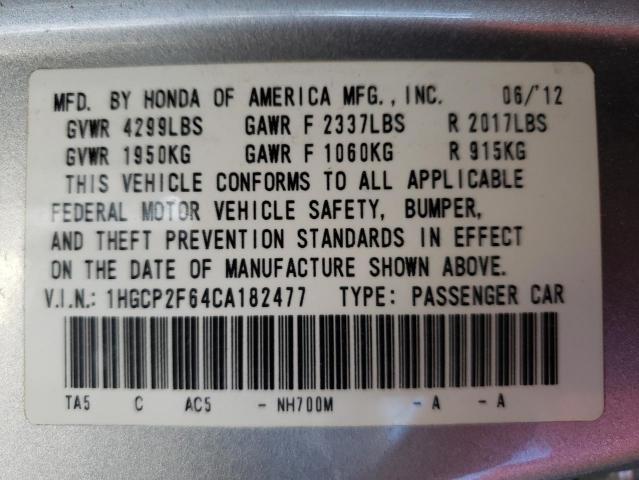 MFD. BY HONDA OF AMERICA MFG., INC. 06/'12
GVWR 4299LBS GAWR F 2337LBS R 2017LBS
GVWR 1950KG GAWR F 1060KG R 915KG
THIS VEHICLE CONFORMS TO ALL APPLICABLE
FEDERAL MOTOR VEHICLE SAFETY, BUMPER,
AND THEFT PREVENTION STANDARDS IN EFFECT
ON THE DATE OF MANUFACTURE SHOWN ABOVE.
V.I.N.: 1HGCP2F64CA182477 TYPE: PASSENGER CAR
TA5 C AC5 - NH700M - A - A